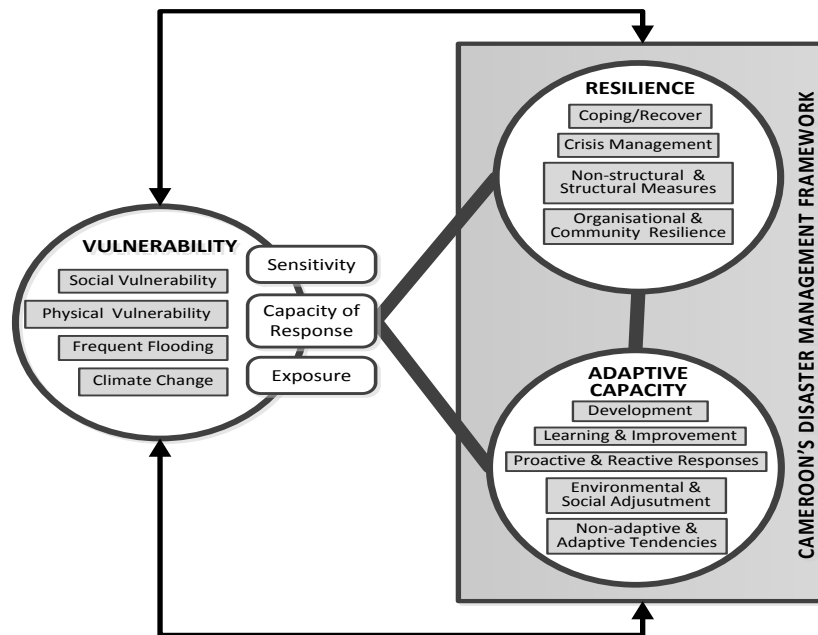 RESILIENCE
Coping/Recover
Crisis Management
Non-structural &
Structural Measures
Organisational &
Community Resilience
VULNERABILITY
Social Vulnerability
Physical Vulnerability
Frequent Flooding
Climate Change
Sensitivity
Capacity of
Response
Exposure
ADAPTIVE
CAPACITY
Development
Learning & Improvement
Proactive & Reactive Responses
Environmental &
Social Adjusutment
Non-adaptive &
Adaptive Tendencies
CAMEROON'S DISASTER MANAGEMENT FRAMEWORK